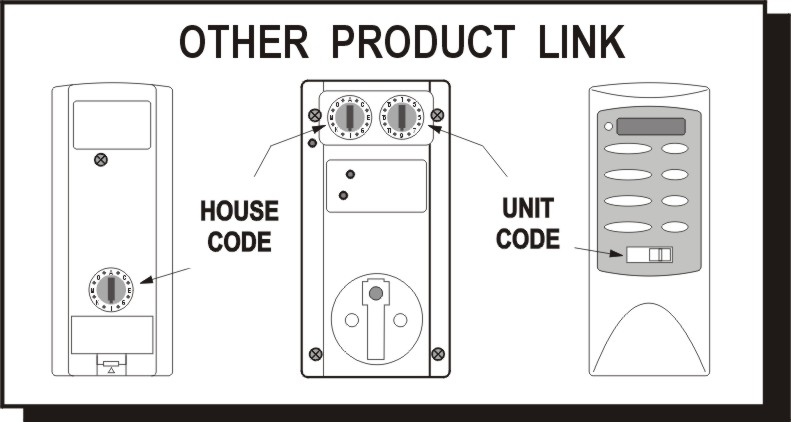 OTHER PRODUCT LINK
HOUSE
CODE
UNIT
CODE